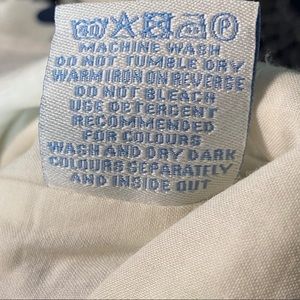 MACHINE WASH
DO NOT TUMBLE DRY
WARM IRON ON REVERSE
DO NOT BLEACH
USE DETERGENT
RECOMMENDED
FOR COLOURS
WASH AND DRY DARK
COLOURS SEPARATELY
AND INSIDE OUT